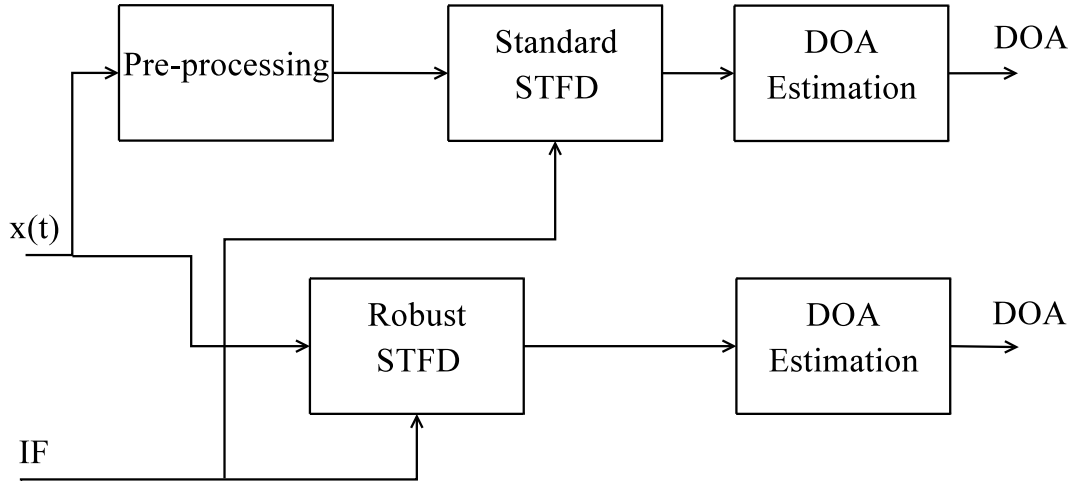 Pre-processing
Standard
STFD
DOA
Estimation
DOA
x(t)
Robust
STFD
DOA
Estimation
DOA
IF